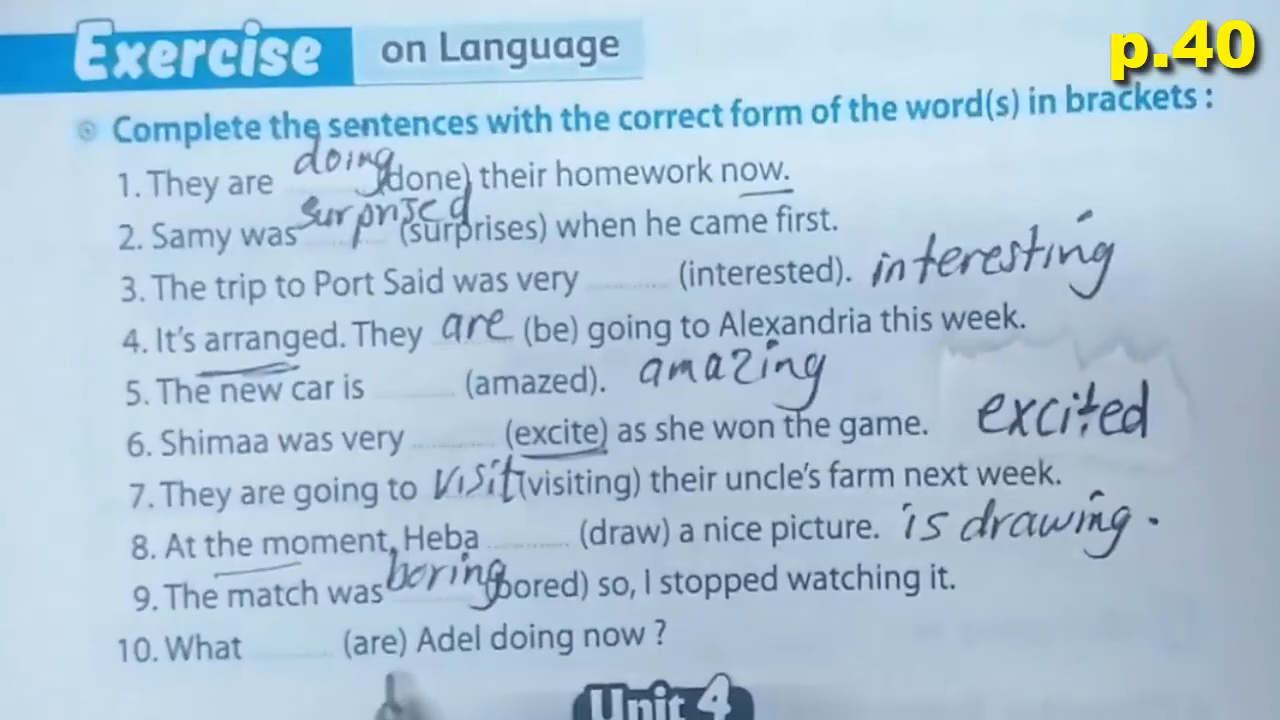 Exercise on Language
p.40
Complete the sentences with the correct form of the word(s) in brackets :
1. They are doing (done) their homework now.
2. Samy was surprised (surprises) when he came first.
3. The trip to Port Said was very ........ (interested). interesting
4. It's arranged. They are (be) going to Alexandria this week.
5. The new car is ........ (amazed). amazing
6. Shimaa was very ........ (excite) as she won the game. excited
7. They are going to visit (visiting) their uncle's farm next week.
8. At the moment, Heba ........ (draw) a nice picture. is drawing.
9. The match was boring (bored) so, I stopped watching it.
10. What ........ (are) Adel doing now ?
Unit 4